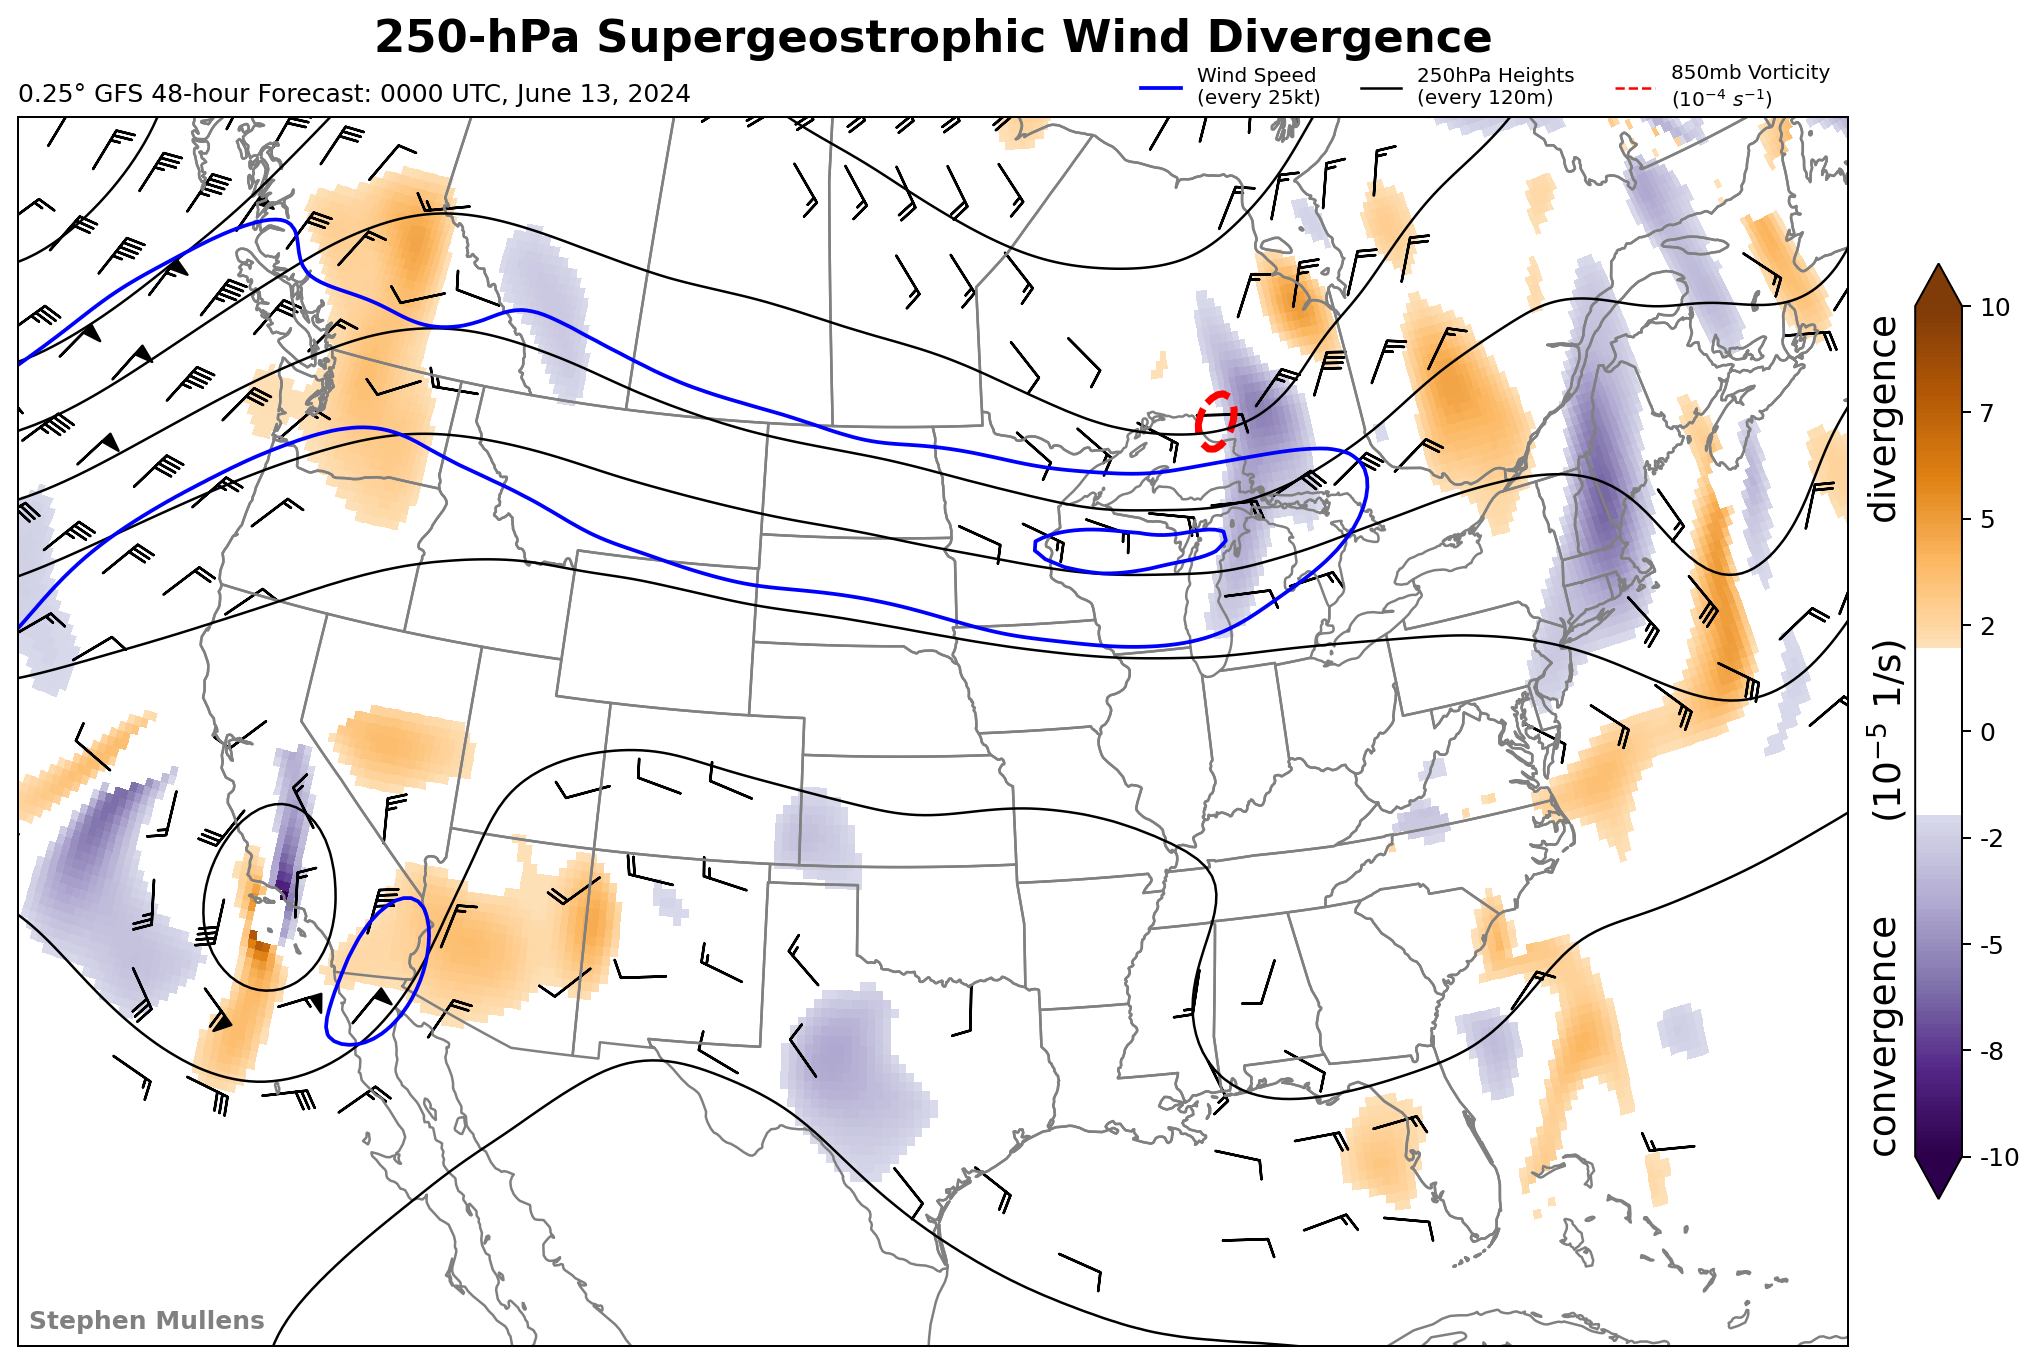 250-hPa Supergeostrophic Wind Divergence
0.25° GFS 48-hour Forecast: 0000 UTC, June 13, 2024
Wind Speed
(every 25kt)
250hPa Heights
(every 120m)
850mb Vorticity
(10⁻⁴ s⁻¹)
10
7
5
2
0
-2
-5
-8
-10
convergence (10⁻⁵ 1/s) divergence
Stephen Mullens